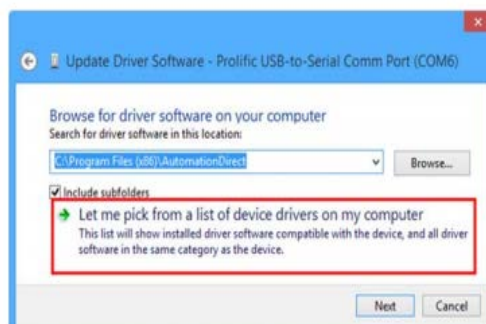 Update Driver Software - Prolific USB-to-Serial Comm Port (COM6)
Browse for driver software on your computer
Search for driver software in this location:
C:\Program Files (x86)\AutomationDirect
Browse...
Include subfolders
Let me pick from a list of device drivers on my computer
This list will show installed driver software compatible with the device, and all driver
software in the same category as the device.
Next Cancel